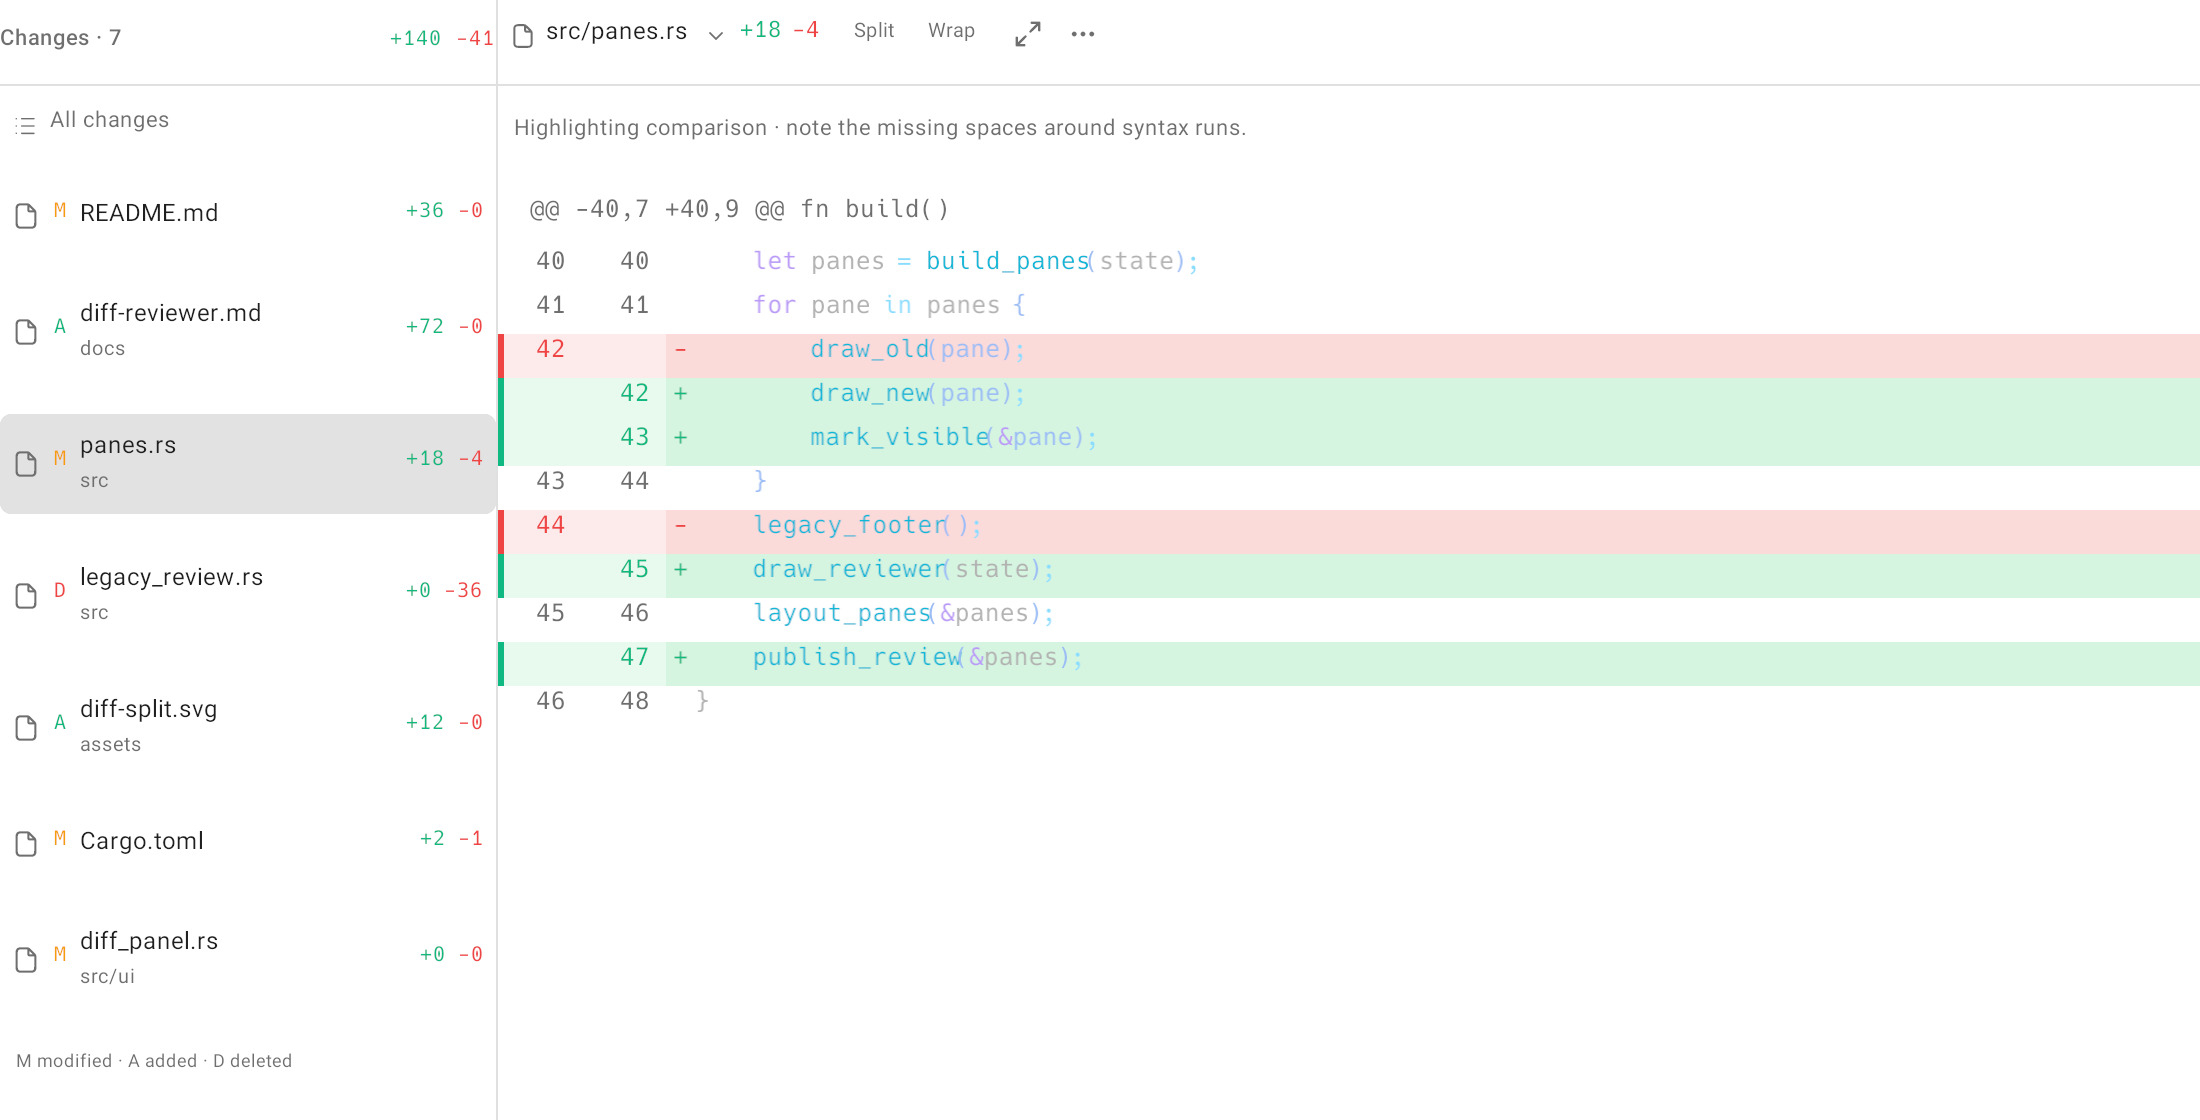 Changes · 7 +140 -41
All changes
M README.md +36 -0
A diff-reviewer.md +72 -0
docs
M panes.rs +18 -4
src
D legacy_review.rs +0 -36
src
A diff-split.svg +12 -0
assets
M Cargo.toml +2 -1
M diff_panel.rs +0 -0
src/ui
M modified · A added · D deleted
src/panes.rs +18 -4 Split Wrap
Highlighting comparison · note the missing spaces around syntax runs.
@@ -40,7 +40,9 @@ fn build()
40 40 let panes = build_panes(state);
41 41 for pane in panes {
42 - draw_old(pane);
42 + draw_new(pane);
43 + mark_visible(&pane);
43 44 }
44 - legacy_footer();
45 + draw_reviewer(state);
45 46 layout_panes(&panes);
47 + publish_review(&panes);
46 48 }